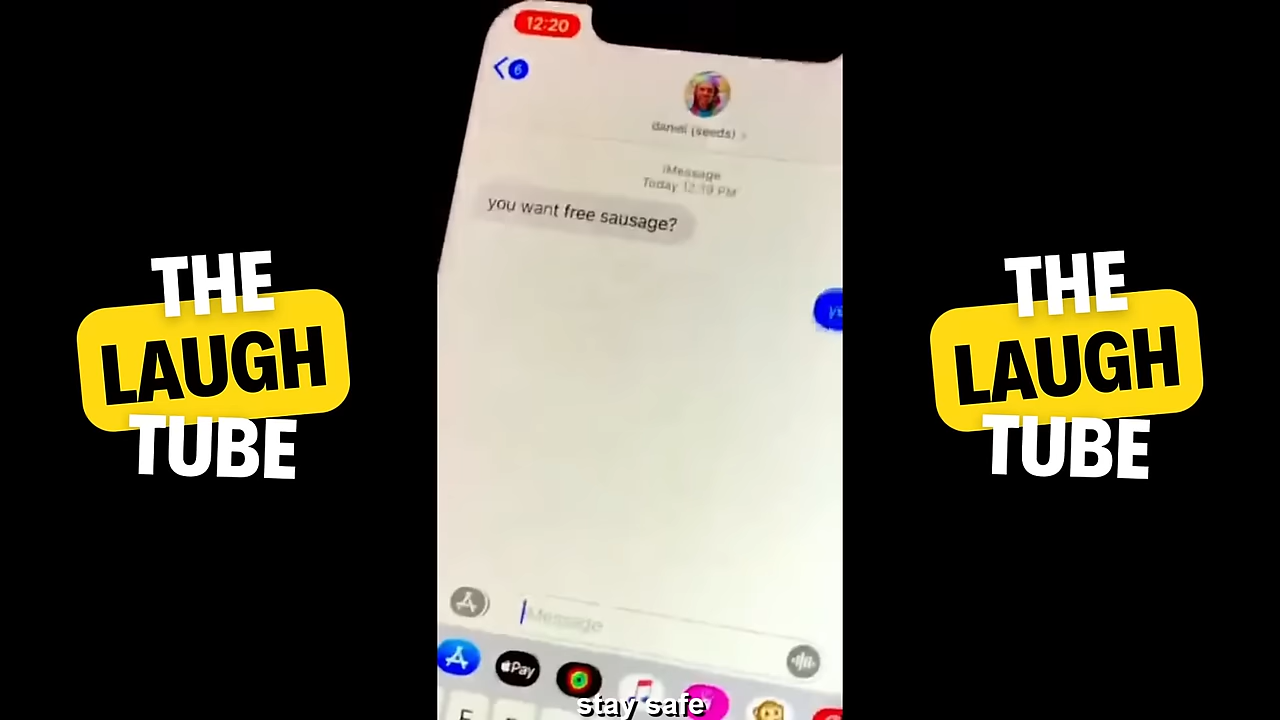 12:20
6
daniel (seeds)
iMessage
Today 12:19 PM
you want free sausage?
iMessage
Pay
stay safe
THE
LAUGH
TUBE
THE
LAUGH
TUBE